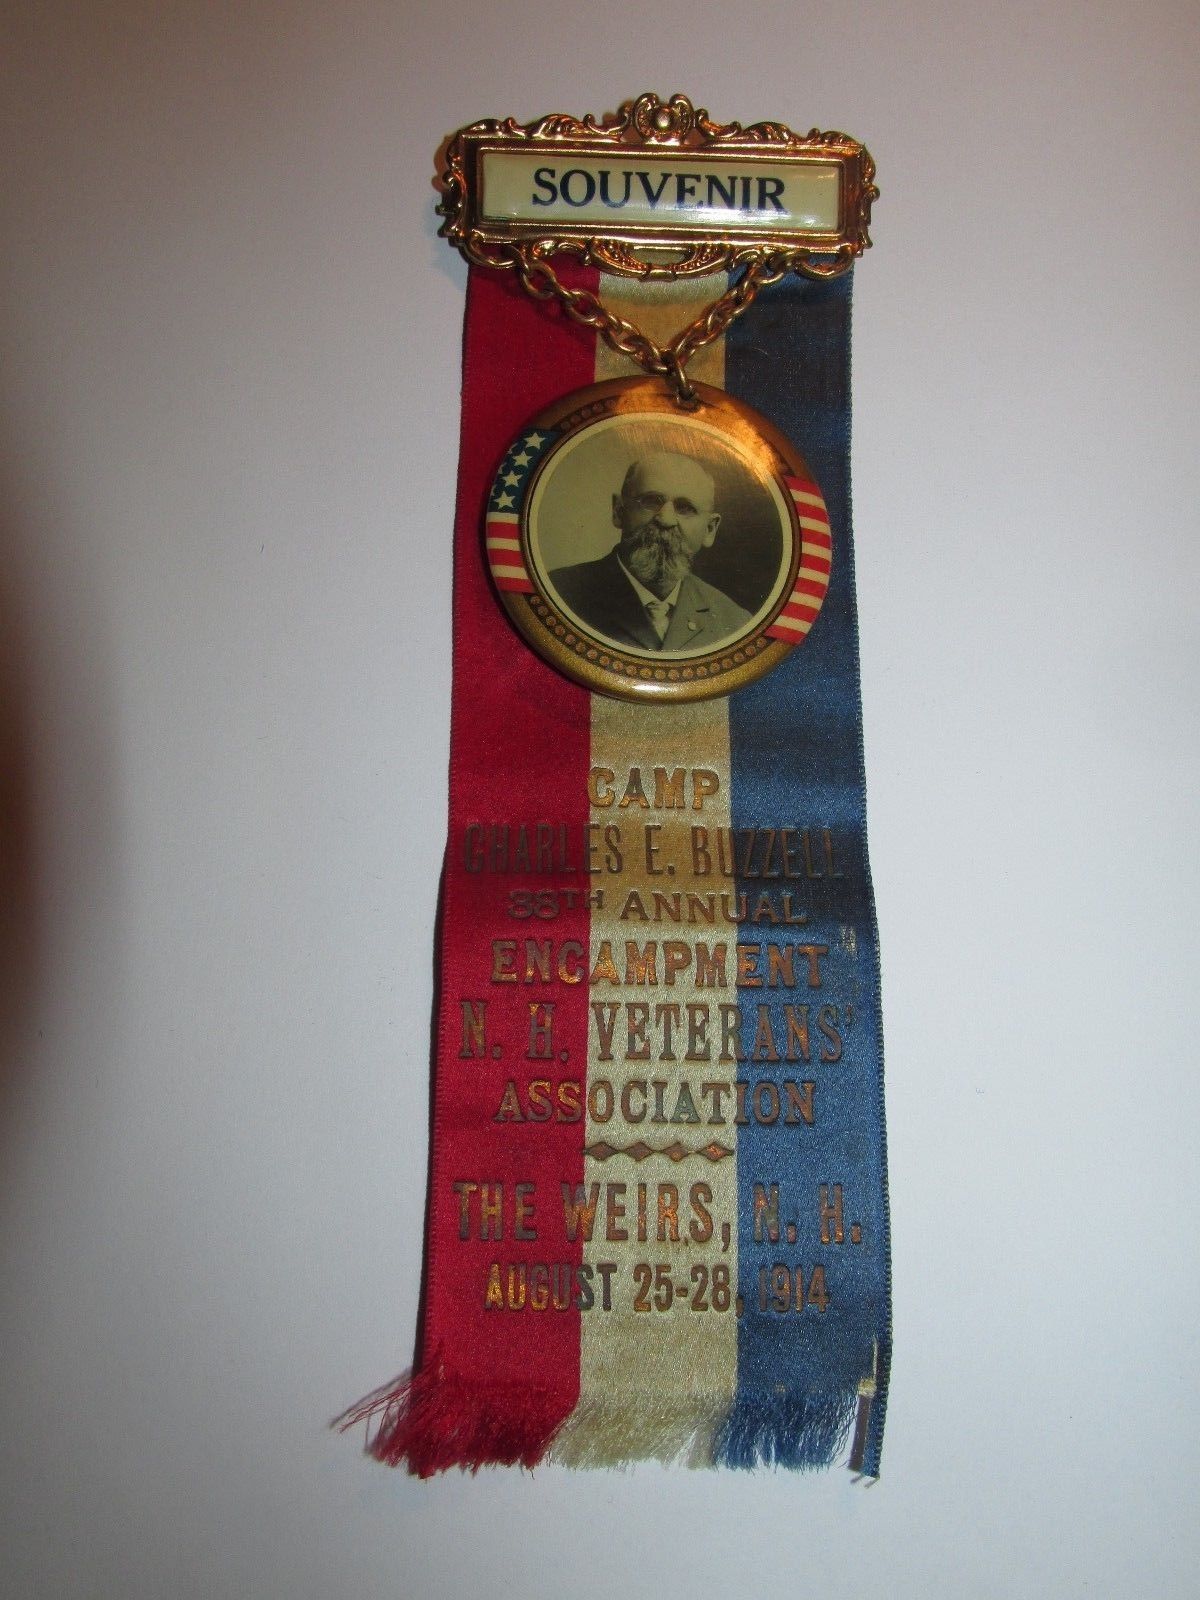 SOUVENIR
CAMP
CHARLES E. BUZZELL
38TH ANNUAL
ENCAMPMENT
N. H. VETERANS'
ASSOCIATION
THE WEIRS, N. H.
AUGUST 25-28, 1914